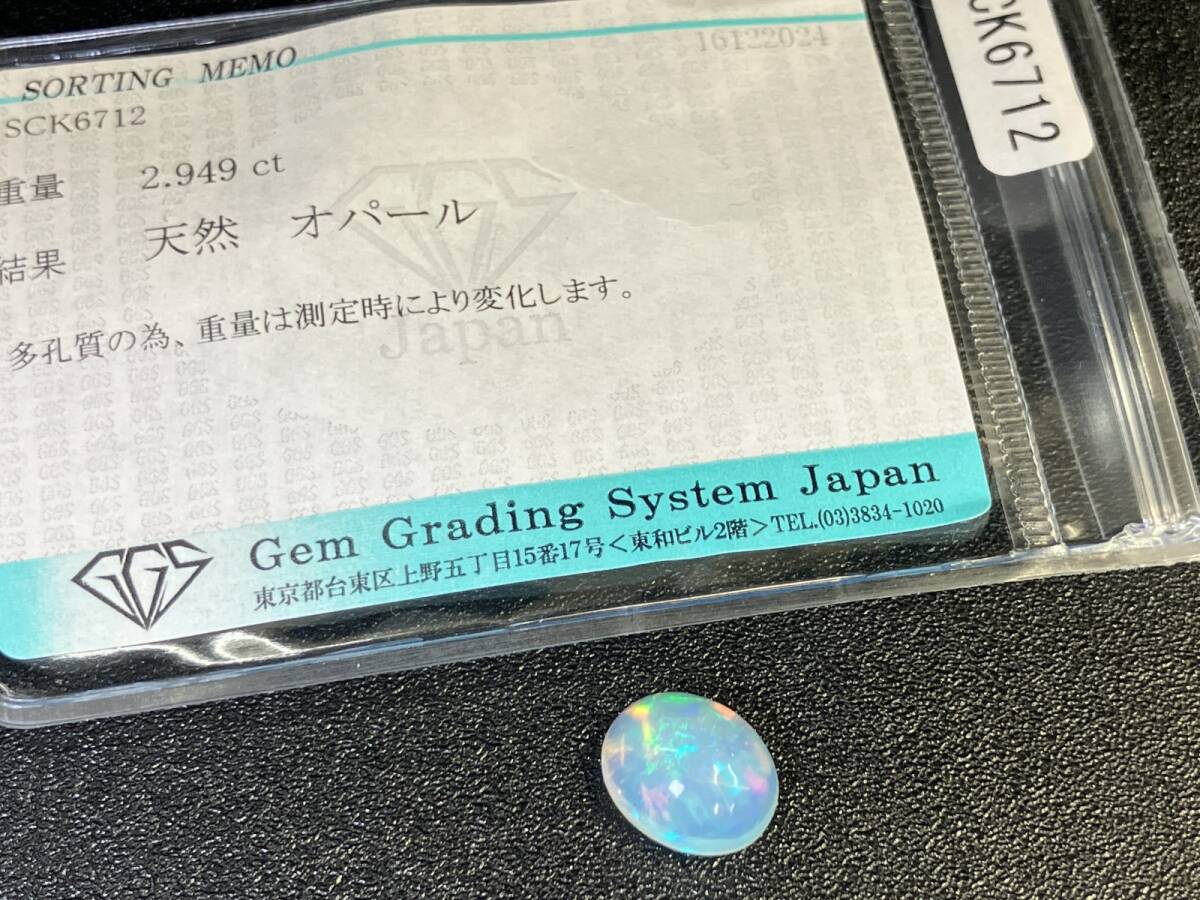 SORTING MEMO
16122024
SCK6712
重量 2.949 ct
結果 天然 オパール
多孔質の為、重量は測定時により変化します。
Japan
GGS
Gem Grading System Japan
東京都台東区上野五丁目15番17号<東和ビル2階>TEL.(03)3834-1020
CK6712